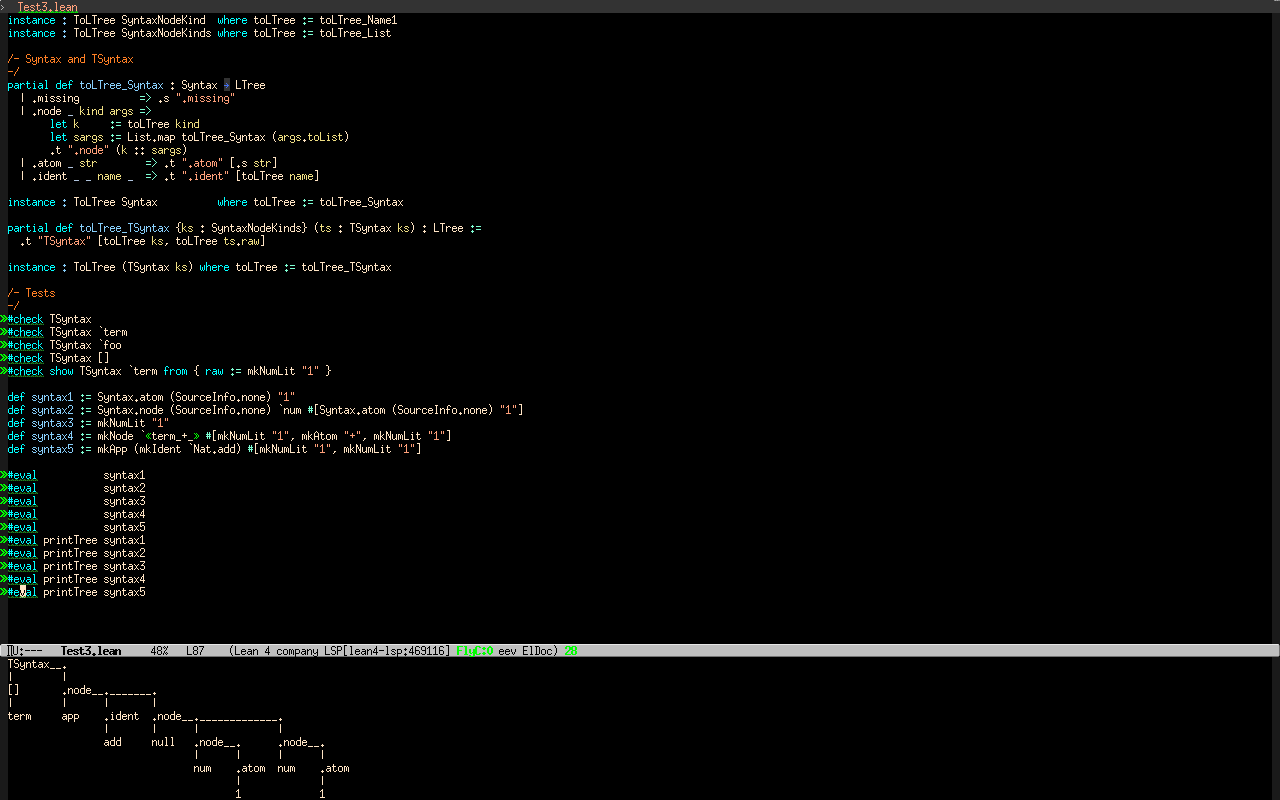 > Test3.lean
instance : ToLTree SyntaxNodeKind  where toLTree := toLTree_Name1
instance : ToLTree SyntaxNodeKinds where toLTree := toLTree_List

/- Syntax and TSyntax
-/
partial def toLTree_Syntax : Syntax → LTree
  | .missing          => .s ".missing"
  | .node _ kind args =>
       let k     := toLTree kind
       let sargs := List.map toLTree_Syntax (args.toList)
       .t ".node" (k :: sargs)
  | .atom _ str        => .t ".atom" [.s str]
  | .ident _ _ name _  => .t ".ident" [toLTree name]

instance : ToLTree Syntax          where toLTree := toLTree_Syntax

partial def toLTree_TSyntax {ks : SyntaxNodeKinds} (ts : TSyntax ks) : LTree :=
  .t "TSyntax" [toLTree ks, toLTree ts.raw]

instance : ToLTree (TSyntax ks) where toLTree := toLTree_TSyntax

/- Tests
-/
»#check TSyntax
»#check TSyntax `term
»#check TSyntax `foo
»#check TSyntax []
»#check show TSyntax `term from { raw := mkNumLit "1" }

def syntax1 := Syntax.atom (SourceInfo.none) "1"
def syntax2 := Syntax.node (SourceInfo.none) `num #[Syntax.atom (SourceInfo.none) "1"]
def syntax3 := mkNumLit "1"
def syntax4 := mkNode `«term_+_» #[mkNumLit "1", mkAtom "+", mkNumLit "1"]
def syntax5 := mkApp (mkIdent `Nat.add) #[mkNumLit "1", mkNumLit "1"]

»#eval           syntax1
»#eval           syntax2
»#eval           syntax3
»#eval           syntax4
»#eval           syntax5
»#eval printTree syntax1
»#eval printTree syntax2
»#eval printTree syntax3
»#eval printTree syntax4
»#eval printTree syntax5
U:---   Test3.lean     48%   L87    (Lean 4 company LSP[lean4-lsp:469116] FlyC:0 eev ElDoc) 28
TSyntax__.
|        |
[]       .node__._______.
|        |      |       |
term     app    .ident  .node__._____________.
                |       |      |             |
                add     null   .node__.      .node__.
                               |      |      |      |
                               num    .atom  num    .atom
                                      |             |
                                      1             1